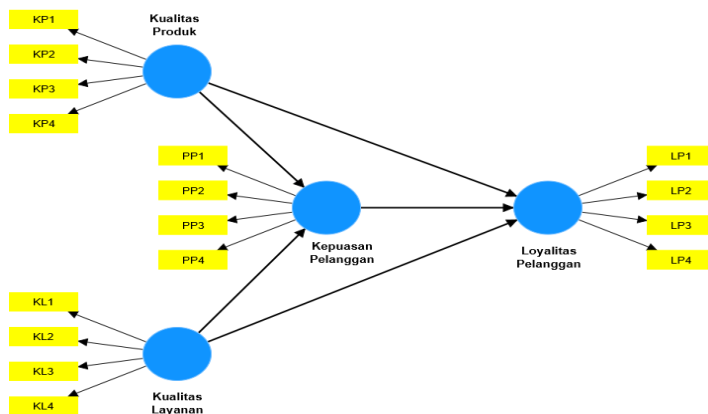 KP1
KP2
KP3
KP4
Kualitas
Produk
PP1
PP2
PP3
PP4
Kepuasan
Pelanggan
LP1
LP2
LP3
LP4
Loyalitas
Pelanggan
KL1
KL2
KL3
KL4
Kualitas
Layanan